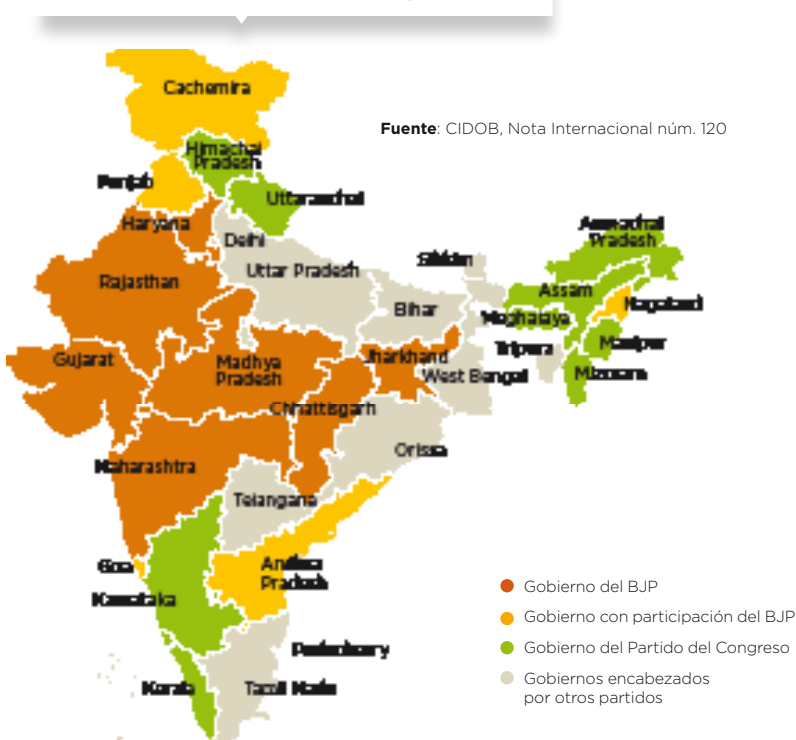 Cachemira
Fuente: CIDOB, Nota Internacional núm. 120
Himachal
Pradesh
Punjab
Uttaranchal
Haryana
Delhi
Arunachal
Pradesh
Uttar Pradesh
Sikkim
Rajasthan
Assam
Nagaland
Bihar
Meghalaya
Manipur
Tripura
Gujarat
Madhya
Pradesh
Jharkhand
West Bengal
Mizoram
Chhattisgarh
Orissa
Maharashtra
Telangana
Goa
Andhra
Pradesh
Karnataka
Kerala
Tamil Nadu
Gobierno del BJP
Gobierno con participación del BJP
Gobierno del Partido del Congreso
Gobiernos encabezados
por otros partidos